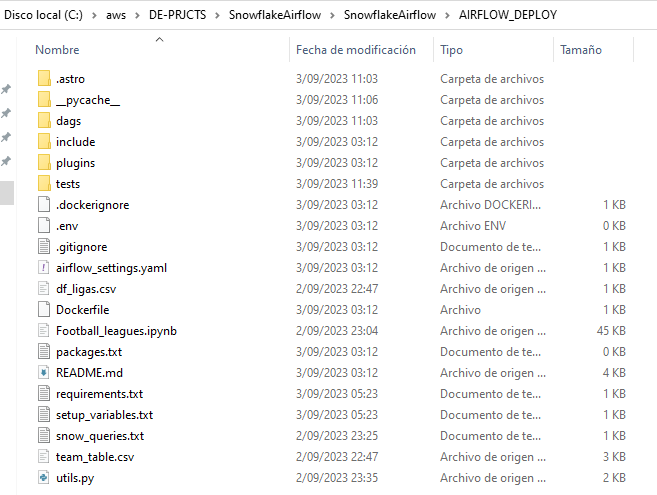 Disco local (C:) > aws > DE-PRJCTS > SnowflakeAirflow > SnowflakeAirflow > AIRFLOW_DEPLOY
Nombre Fecha de modificación Tipo Tamaño
.astro 3/09/2023 11:03 Carpeta de archivos
__pycache__ 3/09/2023 11:06 Carpeta de archivos
dags 3/09/2023 11:03 Carpeta de archivos
include 3/09/2023 03:12 Carpeta de archivos
plugins 3/09/2023 03:12 Carpeta de archivos
tests 3/09/2023 11:39 Carpeta de archivos
.dockerignore 3/09/2023 03:12 Archivo DOCKERI... 1 KB
.env 3/09/2023 03:12 Archivo ENV 0 KB
.gitignore 3/09/2023 03:12 Documento de te... 1 KB
airflow_settings.yaml 3/09/2023 03:12 Archivo de origen ... 1 KB
df_ligas.csv 2/09/2023 22:47 Archivo de origen ... 1 KB
Dockerfile 3/09/2023 03:12 Archivo 1 KB
Football_leagues.ipynb 2/09/2023 23:04 Archivo de origen ... 45 KB
packages.txt 3/09/2023 03:12 Documento de te... 0 KB
README.md 3/09/2023 03:12 Archivo de origen ... 4 KB
requirements.txt 3/09/2023 05:23 Documento de te... 1 KB
setup_variables.txt 3/09/2023 05:23 Documento de te... 1 KB
snow_queries.txt 2/09/2023 23:25 Documento de te... 1 KB
team_table.csv 2/09/2023 22:47 Archivo de origen ... 3 KB
utils.py 2/09/2023 23:35 Archivo de origen ... 2 KB